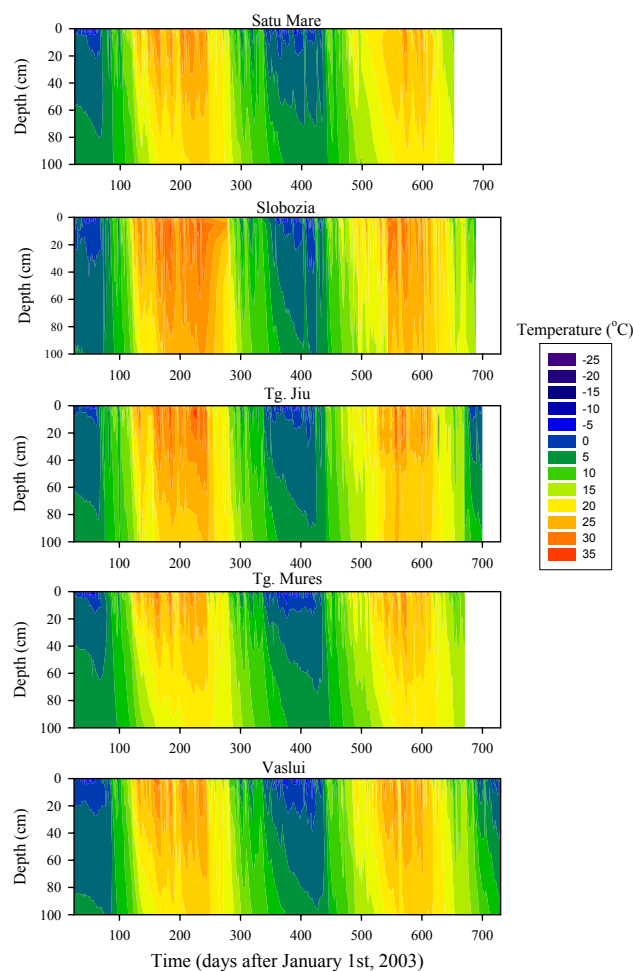 Satu Mare
0
20
40
60
80
100
Depth (cm)
100 200 300 400 500 600 700
Slobozia
0
20
40
60
80
100
Depth (cm)
100 200 300 400 500 600 700
Tg. Jiu
0
20
40
60
80
100
Depth (cm)
100 200 300 400 500 600 700
Tg. Mures
0
20
40
60
80
100
Depth (cm)
100 200 300 400 500 600 700
Vaslui
0
20
40
60
80
100
Depth (cm)
100 200 300 400 500 600 700
Time (days after January 1st, 2003)
Temperature (°C)
-25
-20
-15
-10
-5
0
5
10
15
20
25
30
35